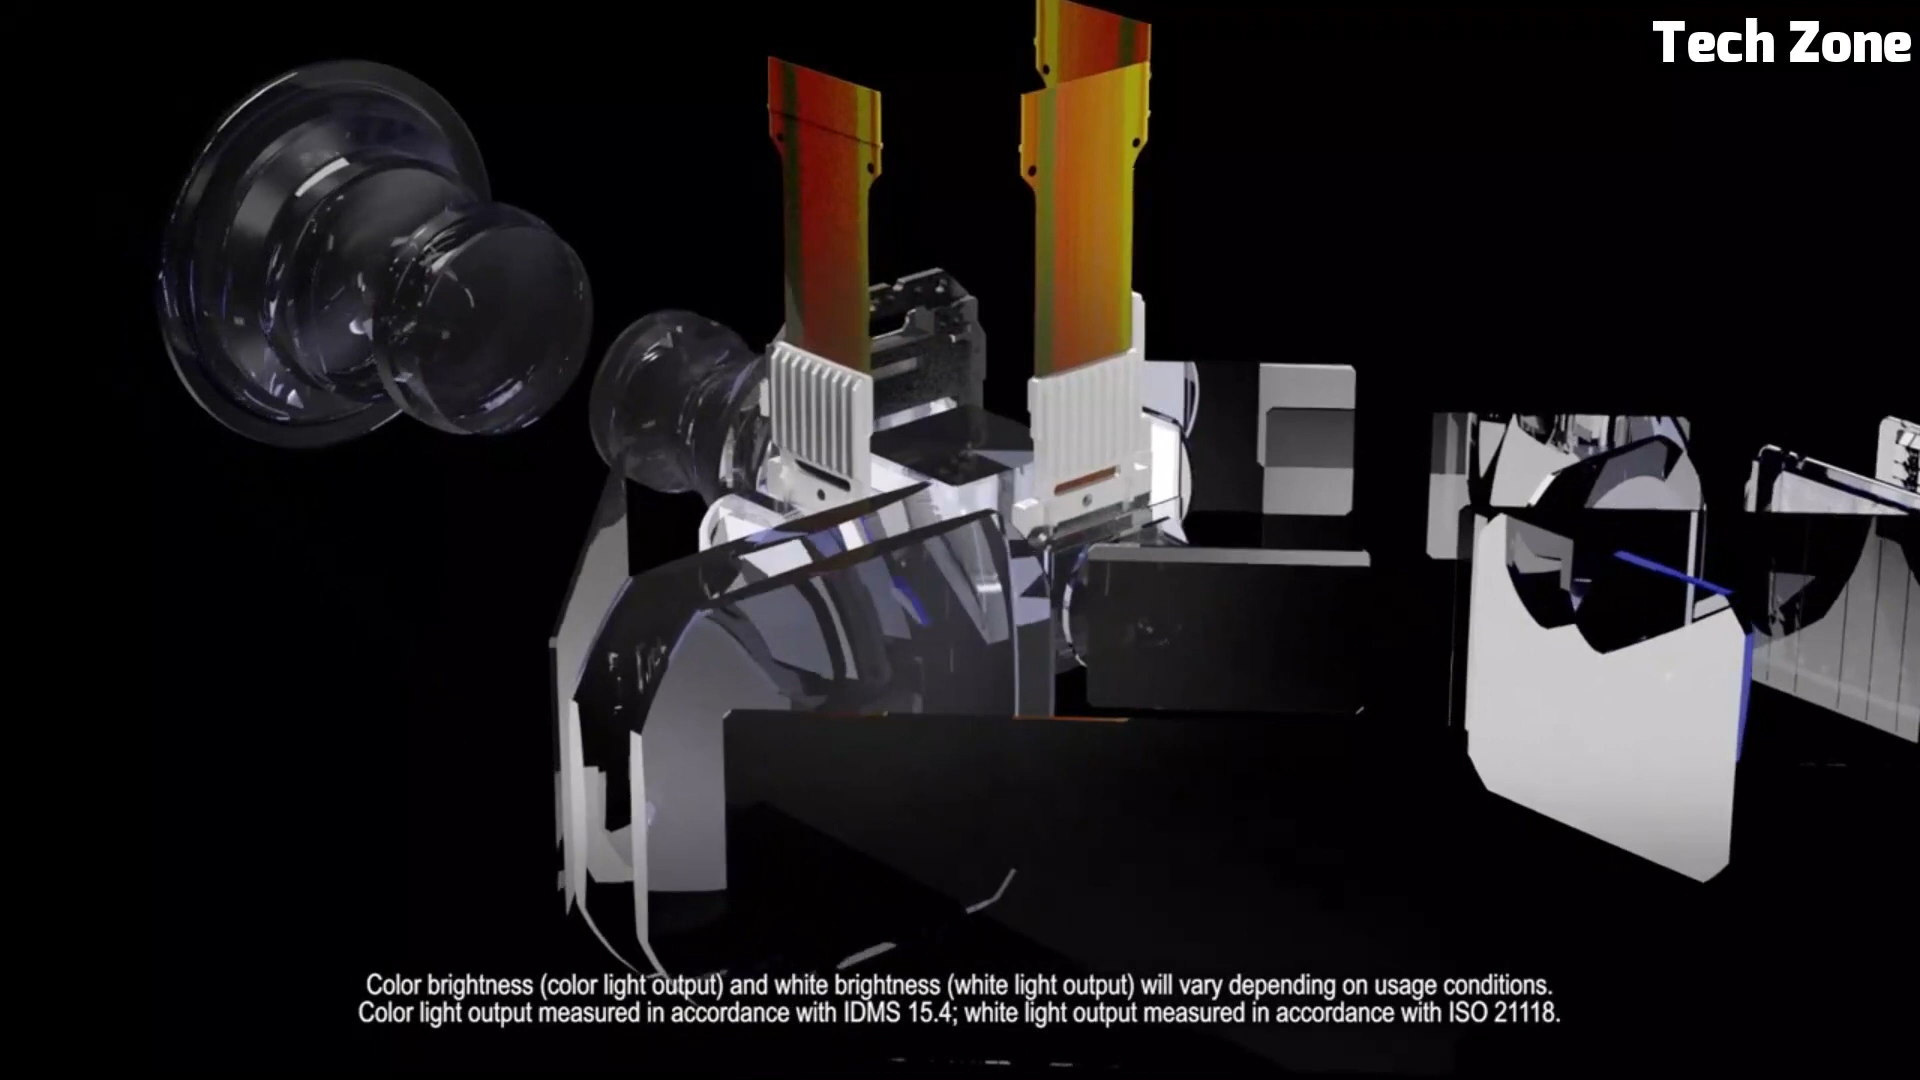 Tech Zone
Color brightness (color light output) and white brightness (white light output) will vary depending on usage conditions.
Color light output measured in accordance with IDMS 15.4; white light output measured in accordance with ISO 21118.